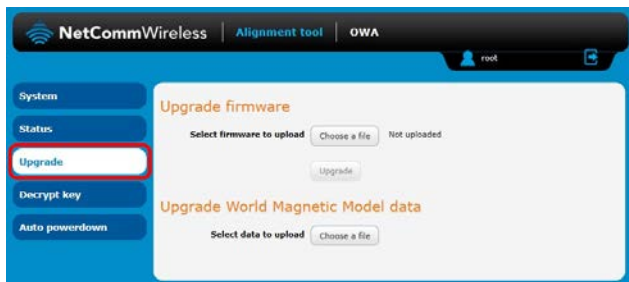 NetCommWireless Alignment tool OWA
root
System
Status
Upgrade
Decrypt key
Auto powerdown
Upgrade firmware
Select firmware to upload Choose a file Not uploaded
Upgrade
Upgrade World Magnetic Model data
Select data to upload Choose a file